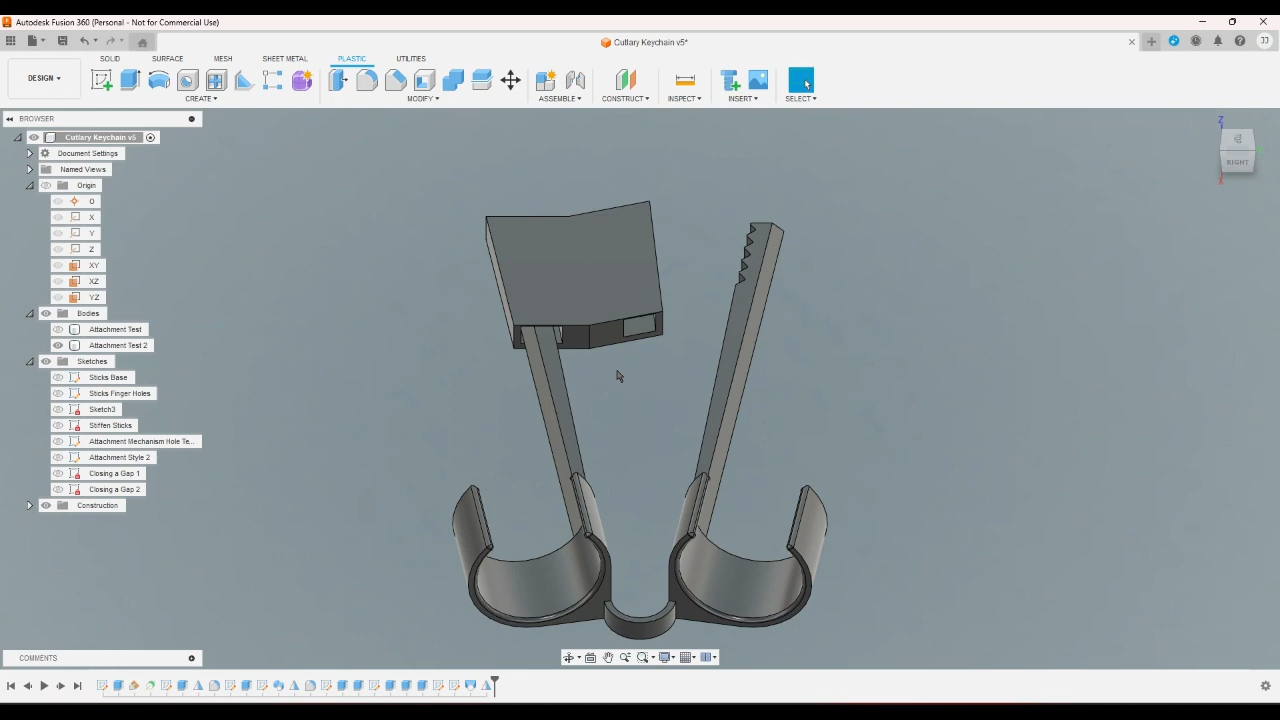 Autodesk Fusion 360 (Personal - Not for Commercial Use)
Cutlary Keychain v5*
JJ
SOLID SURFACE MESH SHEET METAL PLASTIC UTILITIES
DESIGN
CREATE MODIFY ASSEMBLE CONSTRUCT INSPECT INSERT SELECT
BROWSER
Cutlary Keychain v5
Document Settings
Named Views
Origin
O
X
Y
Z
XY
XZ
YZ
Bodies
Attachment Test
Attachment Test 2
Sketches
Sticks Base
Sticks Finger Holes
Sketch3
Stiffen Sticks
Attachment Mechanism Hole Te...
Attachment Style 2
Closing a Gap 1
Closing a Gap 2
Construction
Z
RIGHT
X
COMMENTS